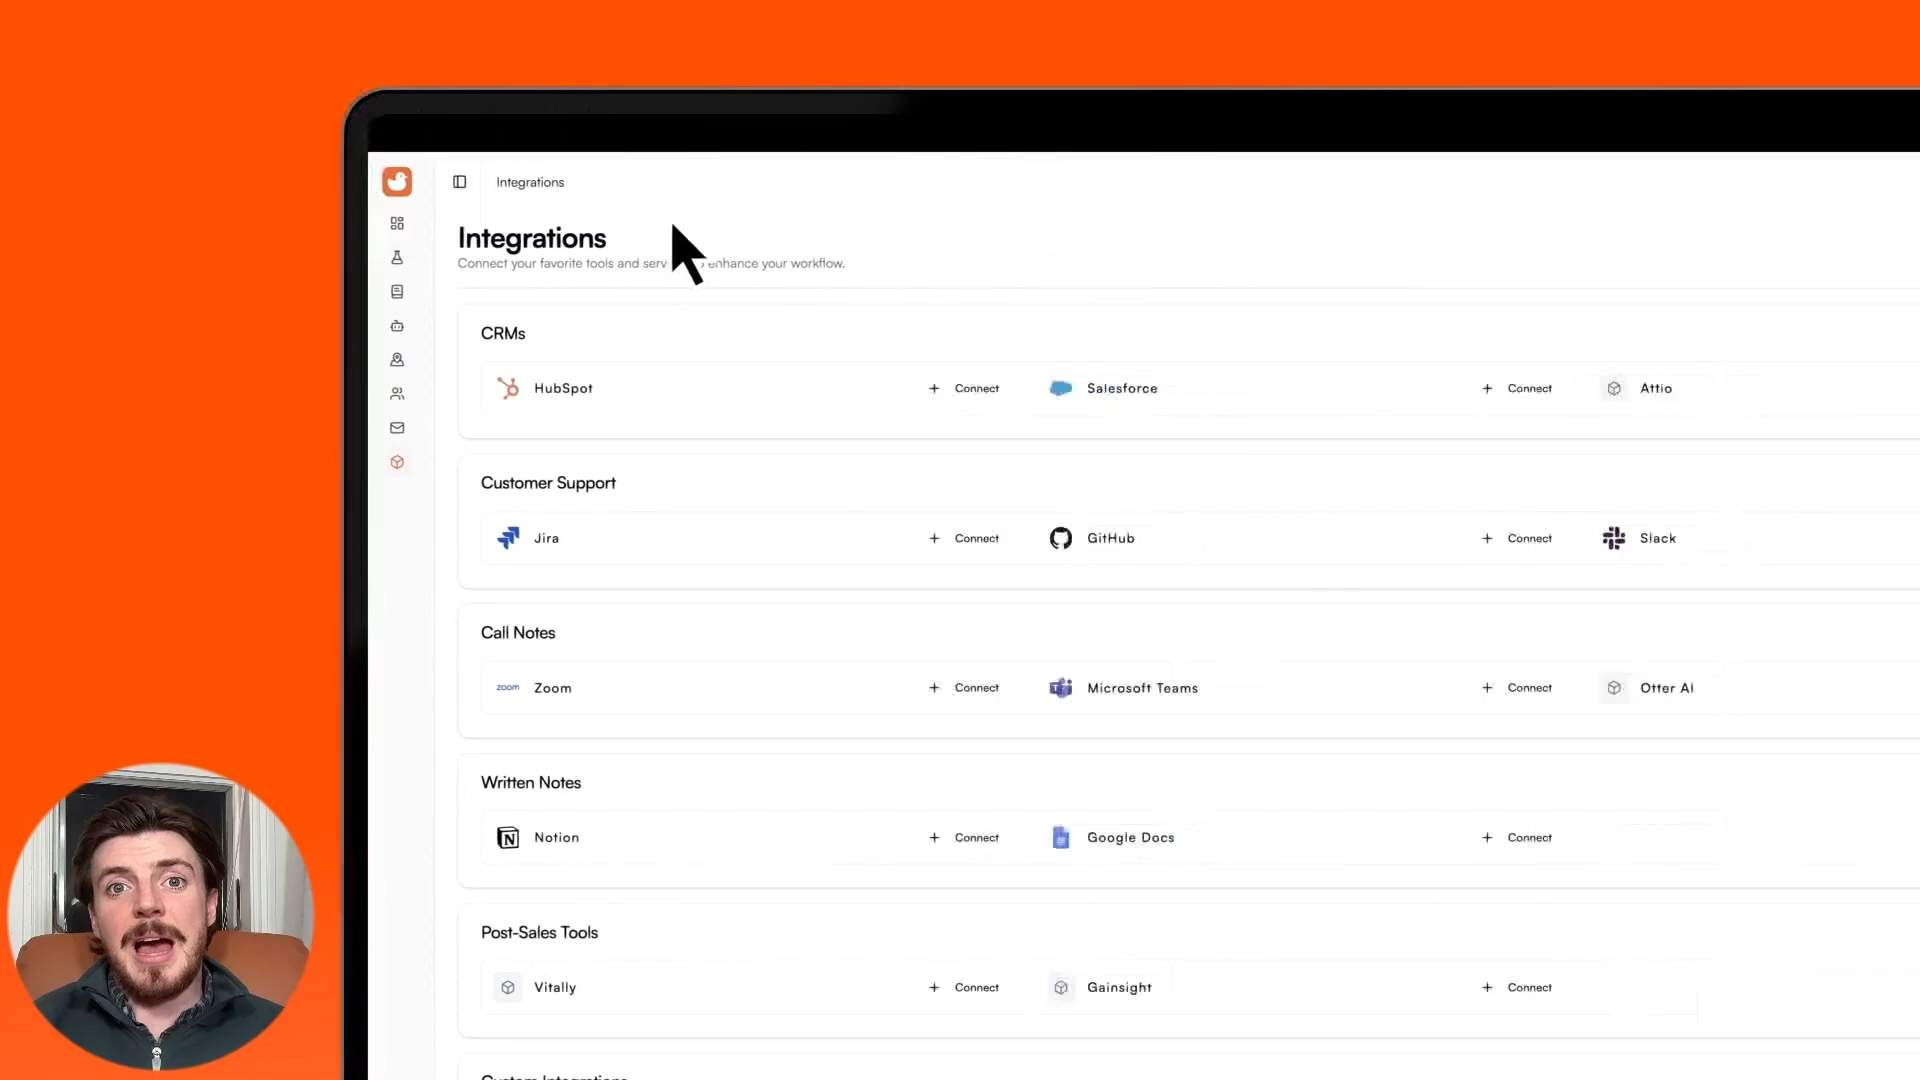 Integrations
Integrations
Connect your favorite tools and serv enhance your workflow.
CRMs
HubSpot
+ Connect
Salesforce
+ Connect
Attio
Customer Support
Jira
+ Connect
GitHub
+ Connect
Slack
Call Notes
zoom
Zoom
+ Connect
Microsoft Teams
+ Connect
Otter AI
Written Notes
Notion
+ Connect
Google Docs
+ Connect
Post-Sales Tools
Vitally
+ Connect
Gainsight
+ Connect
Custom Integrations